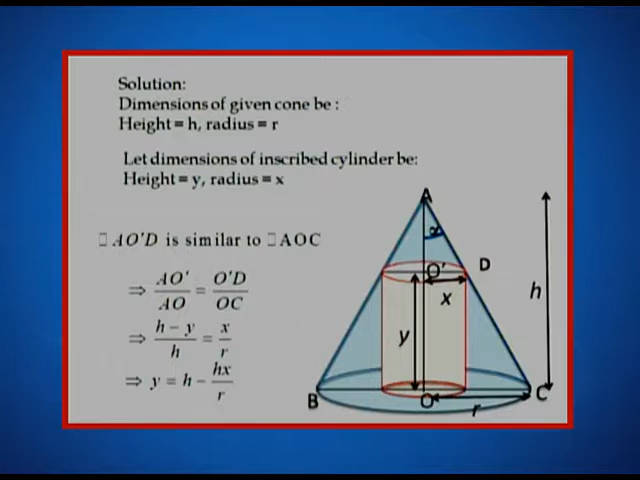 Solution:
Dimensions of given cone be :
Height = h, radius = r
Let dimensions of inscribed cylinder be:
Height = y, radius = x
□ AO'D is similar to □ AOC
⇒ AO'/AO = O'D/OC
⇒ h − y/h = x/r
⇒ y = h − hx/r
A
α
O'
D
x
h
y
B
O
C
r